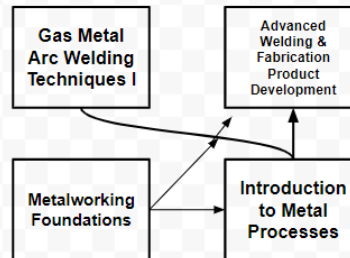 Gas Metal
Arc Welding
Techniques I
Advanced
Welding &
Fabrication
Product
Development
Metalworking
Foundations
Introduction
to Metal
Processes